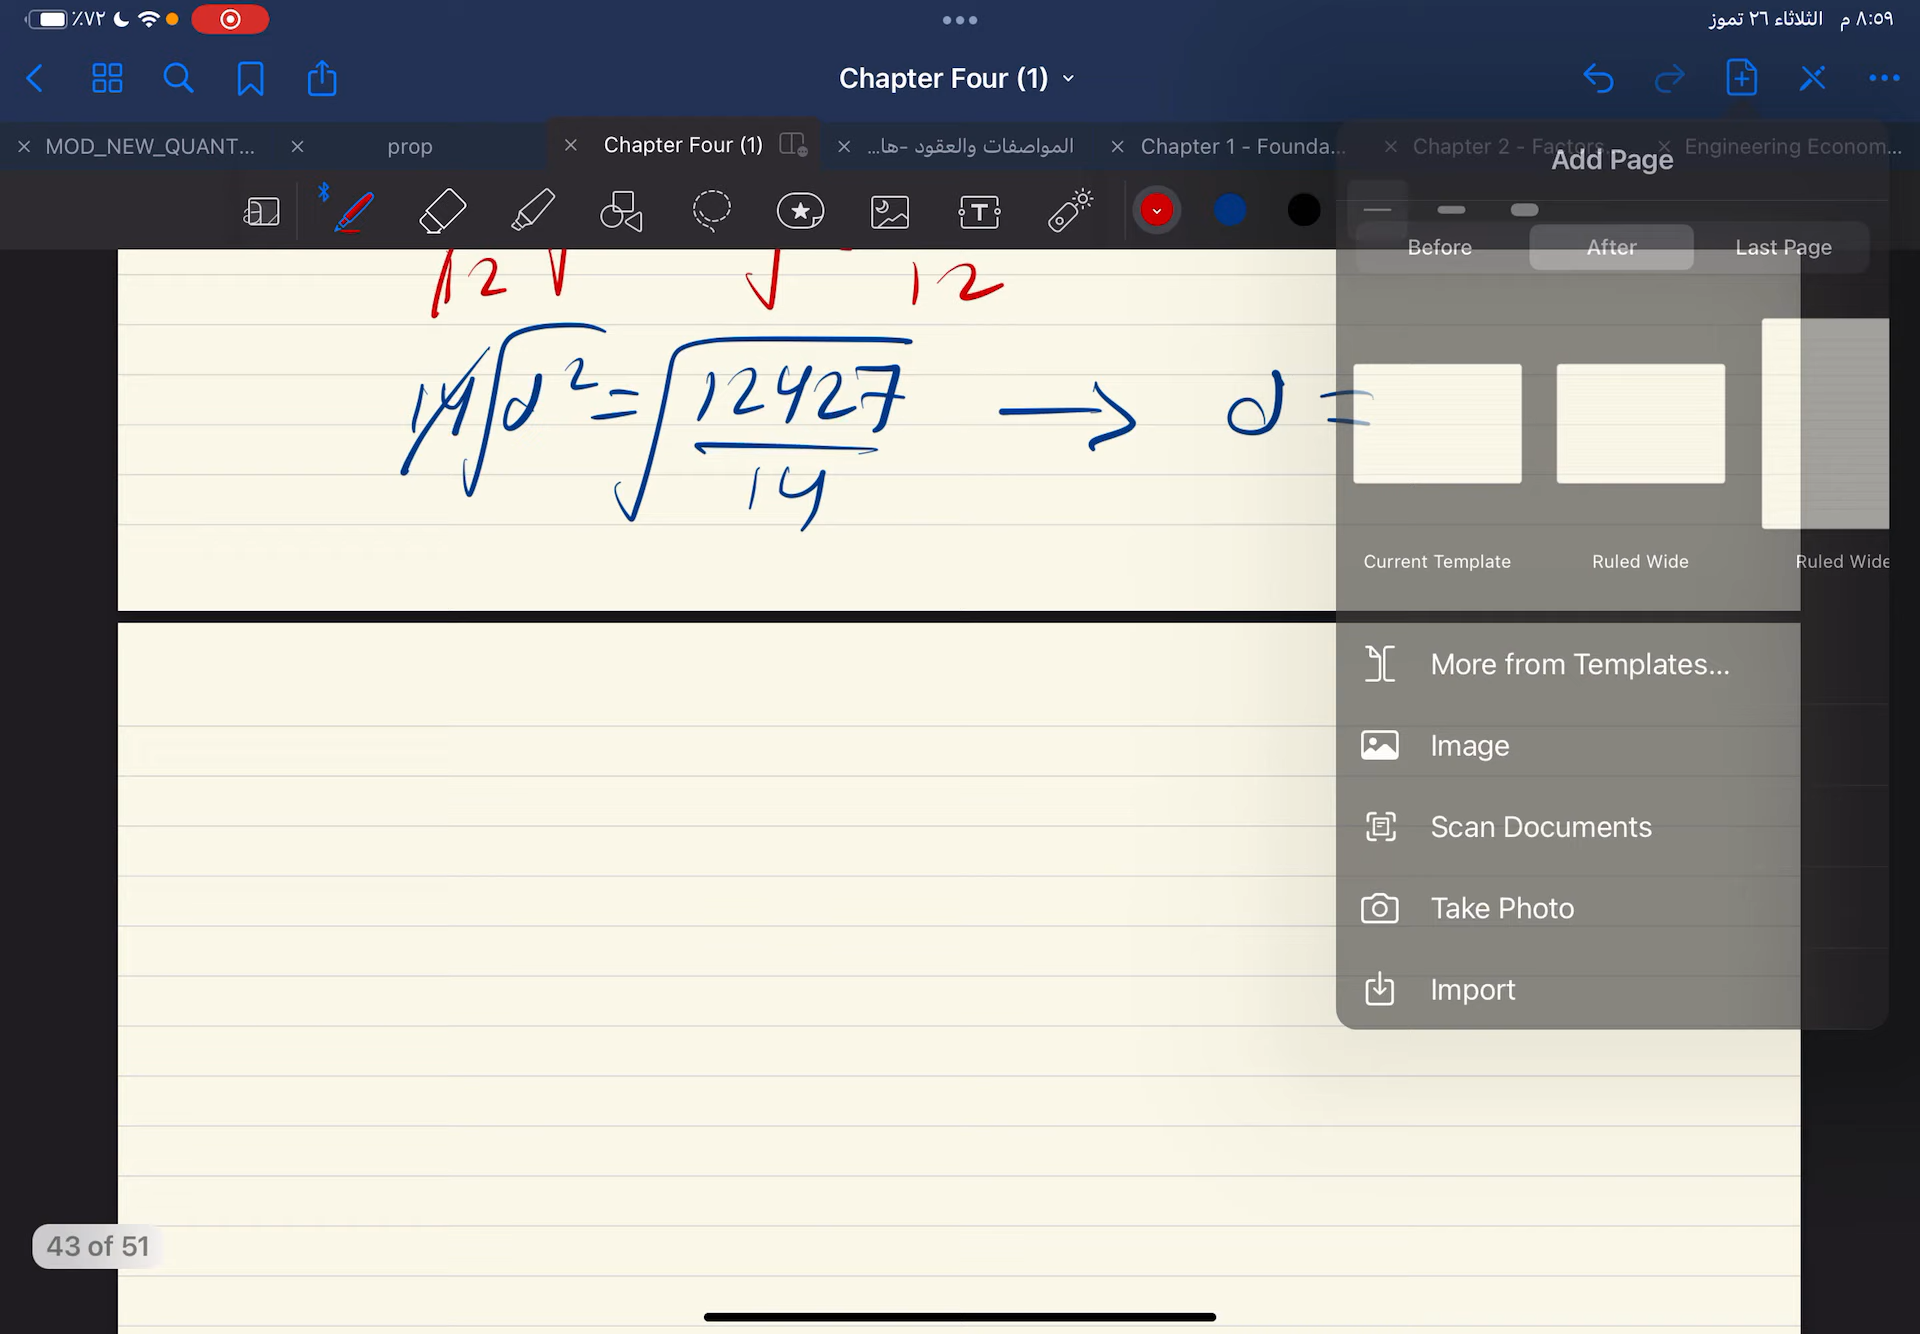 ٪٧٢
٨:٥٩ م الثلاثاء ٢٦ تموز
Chapter Four (1)
MOD_NEW_QUANT...
prop
Chapter Four (1)
المواصفات والعقود -ها...
Chapter 1 - Founda...
Chapter 2 - Factors
Engineering Econom...
Add Page
Before
After
Last Page
12 √ √ 12
14√d² = √12427/14 → d =
Current Template
Ruled Wide
Ruled Wide
More from Templates...
Image
Scan Documents
Take Photo
Import
43 of 51